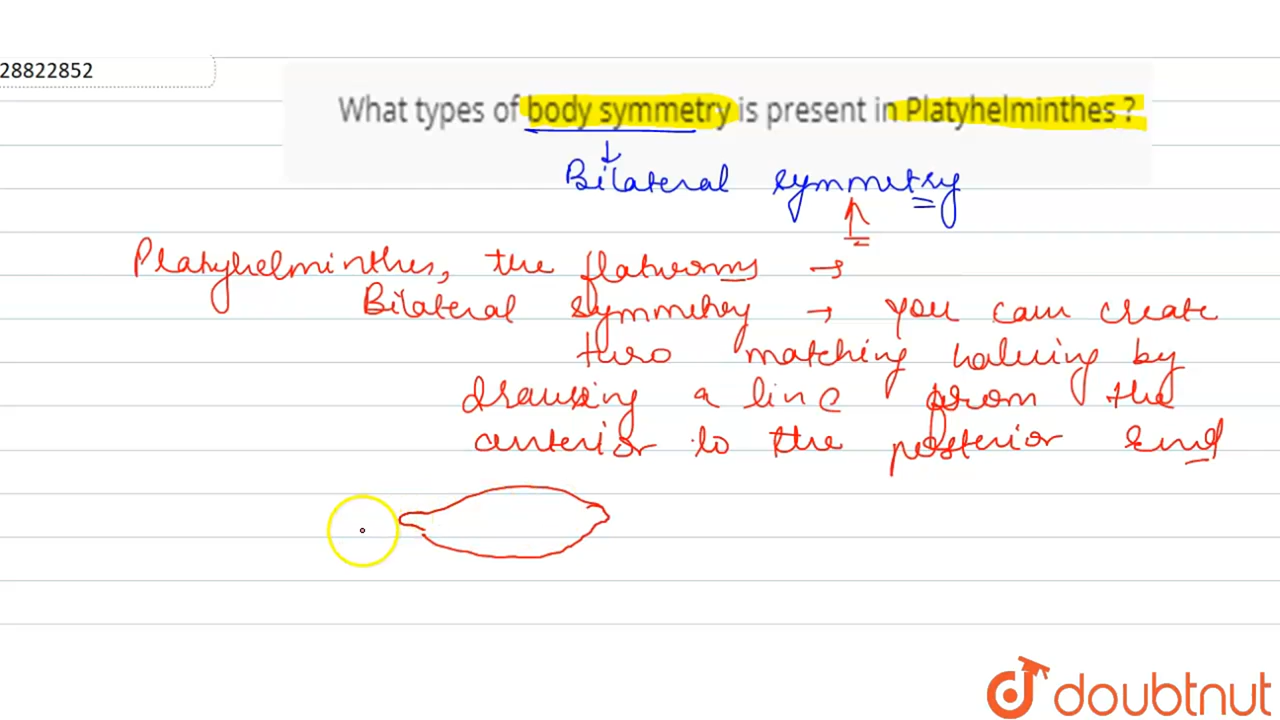 28822852
What types of body symmetry is present in Platyhelminthes ?
Bilateral symmetry
Platyhelminthes, the flatworms →
Bilateral symmetry → you can create
two matching halving by
drawing a line from the
anterior to the posterior end
doubtnut